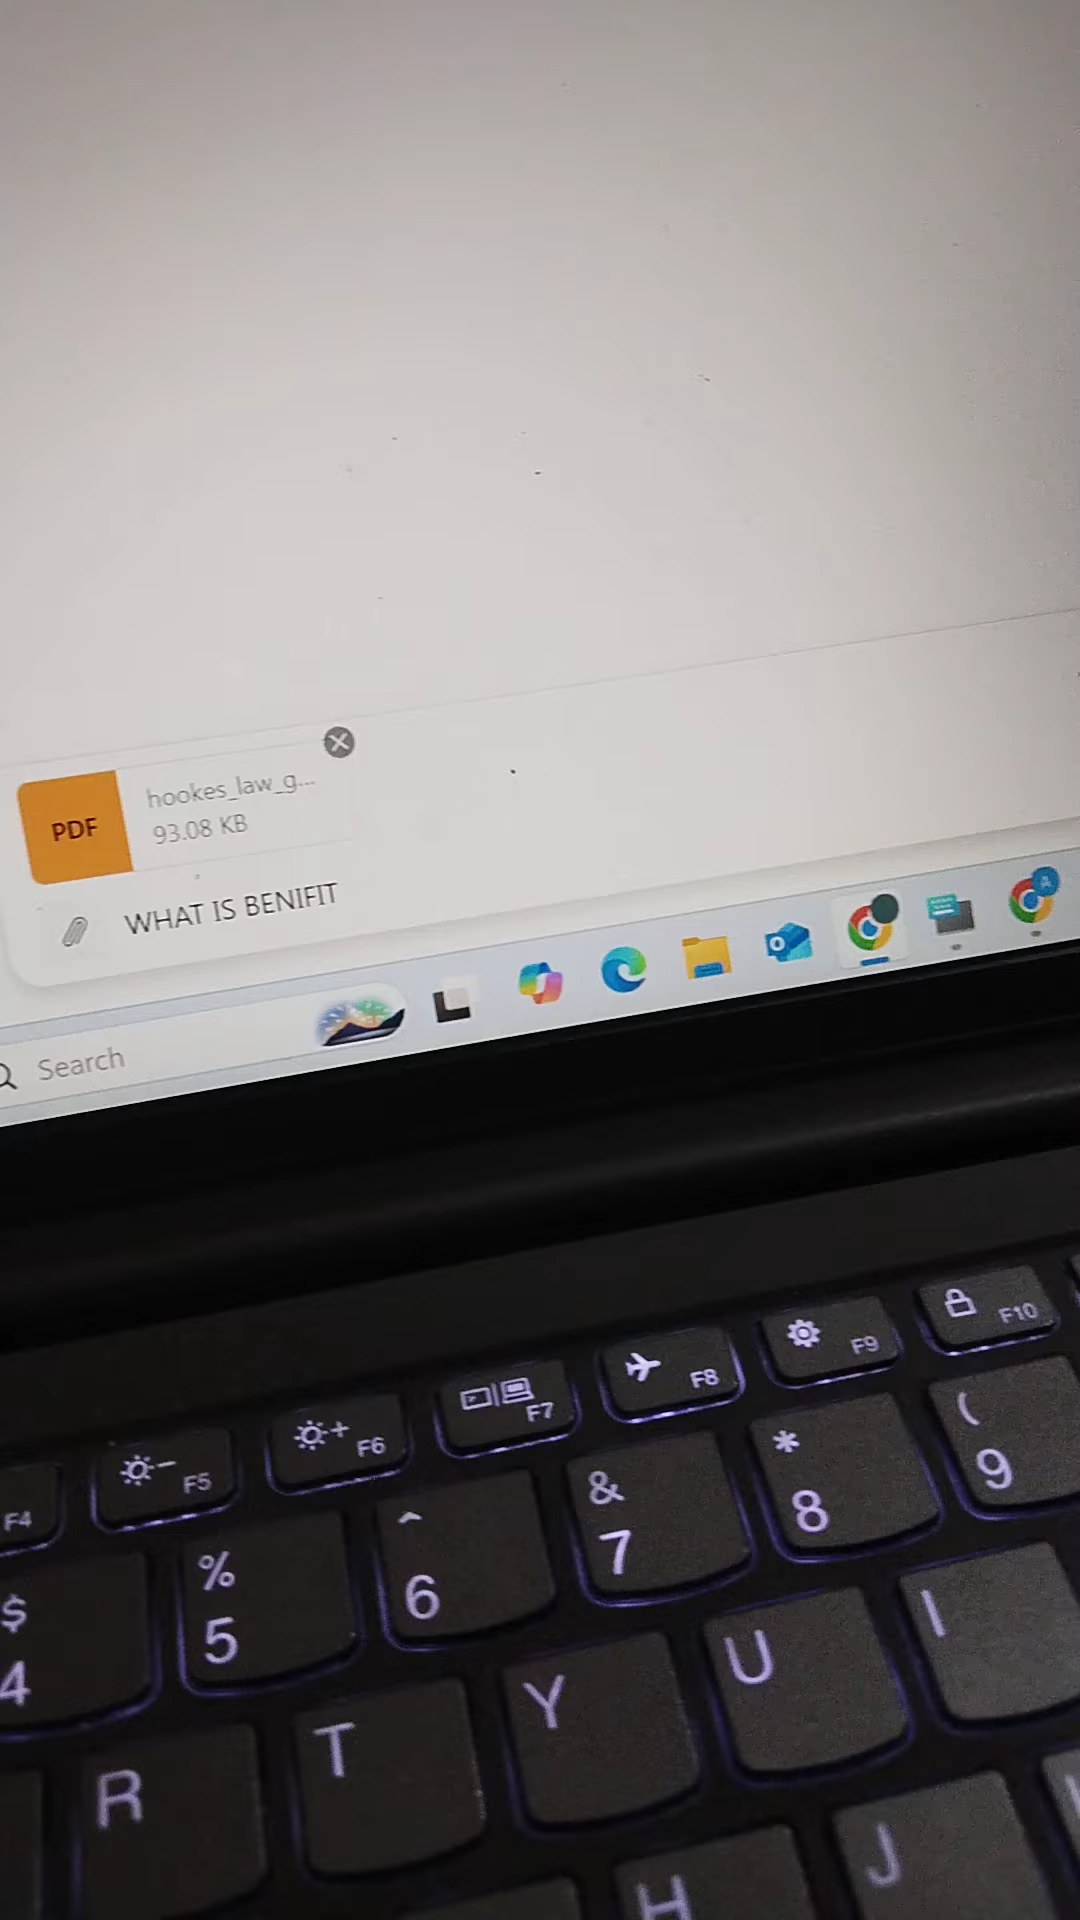 hookes_law_g...
PDF
93.08 KB
WHAT IS BENIFIT
Search
F4
F5
F6
F7
F8
F9
F10
$
4
%
5
^
6
&
7
*
8
(
9
R
T
Y
U
I
H
J